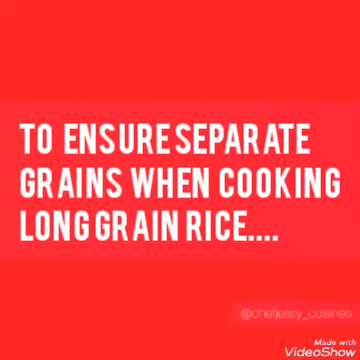 TO ENSURE SEPARATE
GRAINS WHEN COOKING
LONG GRAIN RICE....
@chefjessy_cuisines
Made with
VideoShow